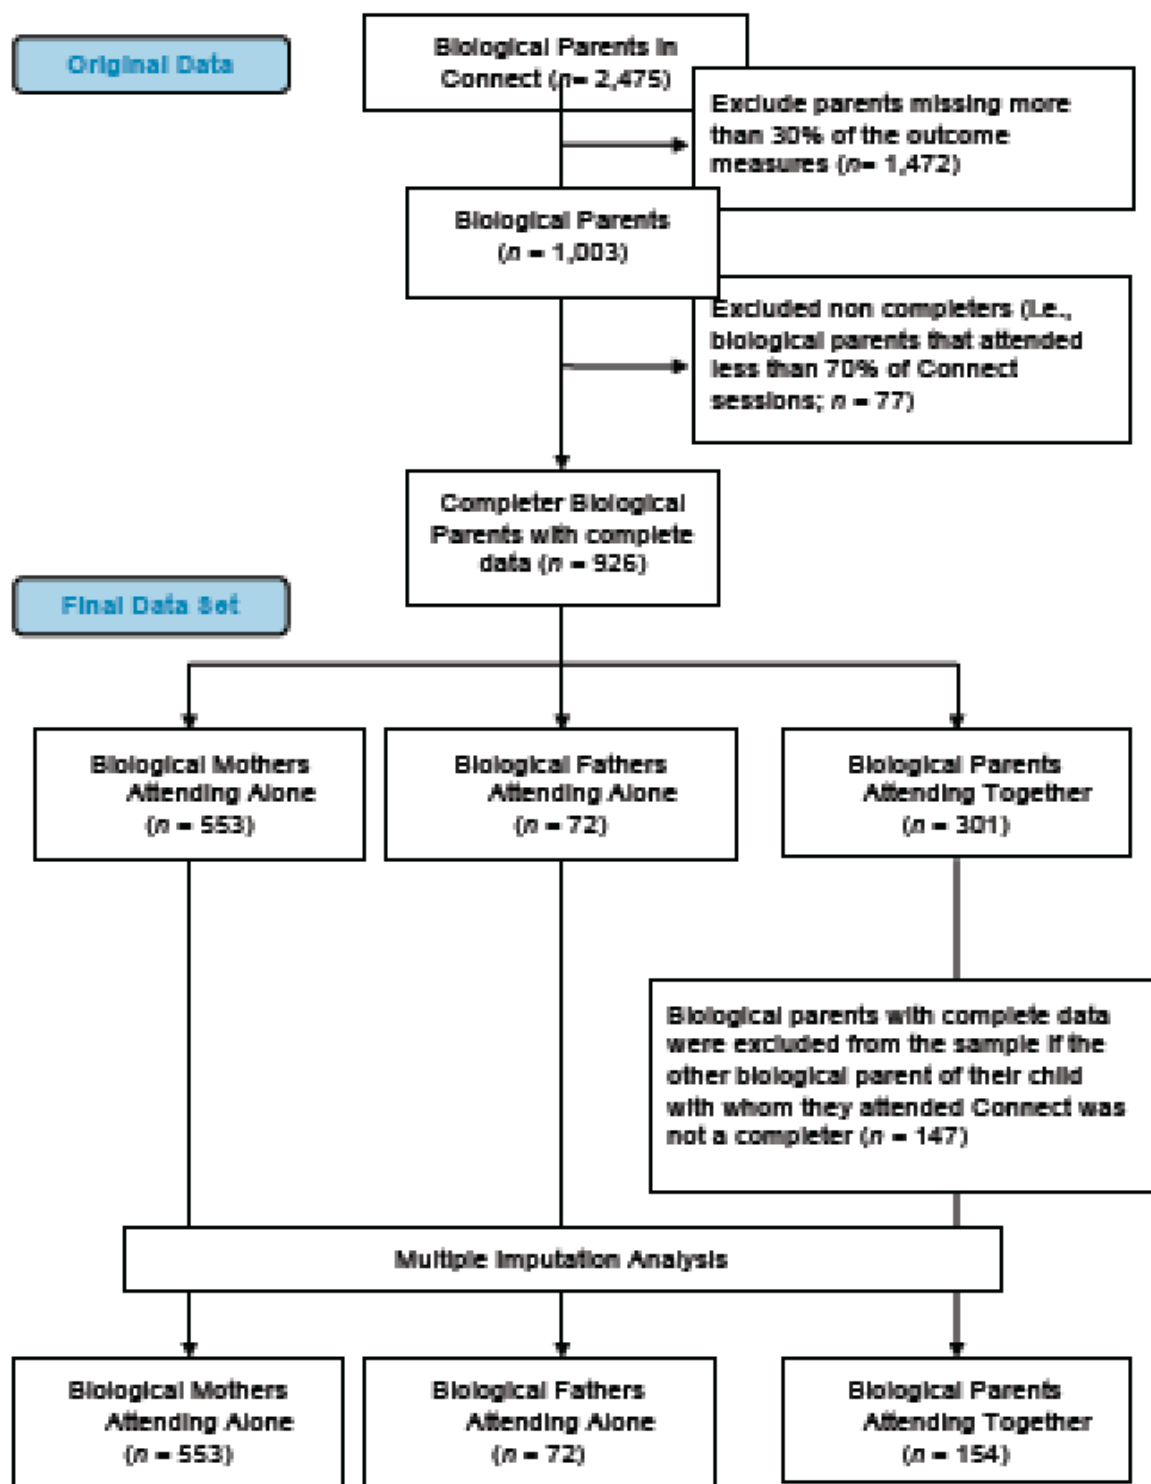 Original Data
Biological Parents in
Connect (n= 2,475)
Exclude parents missing more
than 30% of the outcome
measures (n= 1,472)
Biological Parents
(n = 1,003)
Excluded non completers (i.e.,
biological parents that attended
less than 70% of Connect
sessions; n = 77)
Completer Biological
Parents with complete
data (n = 926)
Final Data Set
Biological Mothers
Attending Alone
(n = 553)
Biological Fathers
Attending Alone
(n = 72)
Biological Parents
Attending Together
(n = 301)
Biological parents with complete data
were excluded from the sample if the
other biological parent of their child
with whom they attended Connect was
not a completer (n = 147)
Multiple Imputation Analysis
Biological Mothers
Attending Alone
(n = 553)
Biological Fathers
Attending Alone
(n = 72)
Biological Parents
Attending Together
(n = 154)